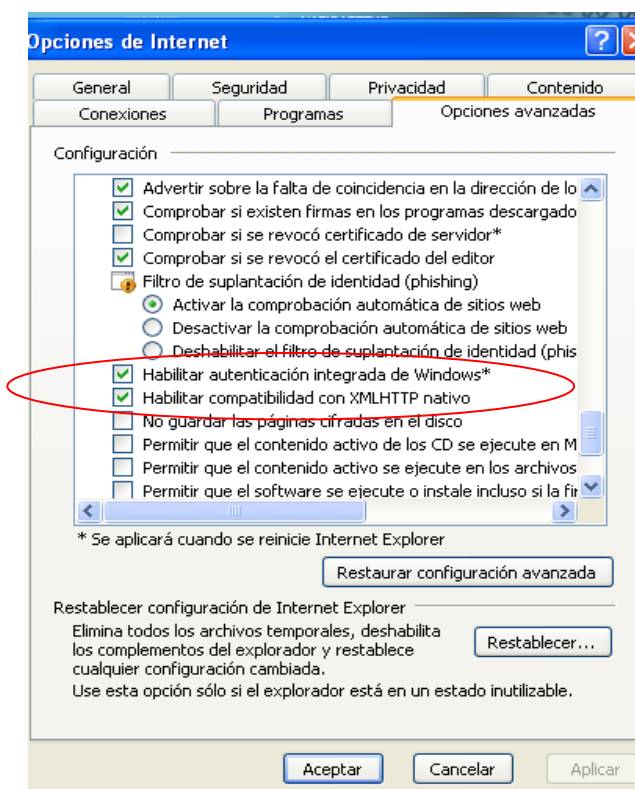 Opciones de Internet
General Seguridad Privacidad Contenido
Conexiones Programas Opciones avanzadas
Configuración
Advertir sobre la falta de coincidencia en la dirección de lo
Comprobar si existen firmas en los programas descargado
Comprobar si se revocó certificado de servidor*
Comprobar si se revocó el certificado del editor
Filtro de suplantación de identidad (phishing)
Activar la comprobación automática de sitios web
Desactivar la comprobación automática de sitios web
Deshabilitar el filtro de suplantación de identidad (phis
Habilitar autenticación integrada de Windows*
Habilitar compatibilidad con XMLHTTP nativo
No guardar las páginas cifradas en el disco
Permitir que el contenido activo de los CD se ejecute en M
Permitir que el contenido activo se ejecute en los archivos
Permitir que el software se ejecute o instale incluso si la fir
* Se aplicará cuando se reinicie Internet Explorer
Restaurar configuración avanzada
Restablecer configuración de Internet Explorer
Elimina todos los archivos temporales, deshabilita
los complementos del explorador y restablece
cualquier configuración cambiada.
Restablecer...
Use esta opción sólo si el explorador está en un estado inutilizable.
Aceptar Cancelar Aplicar